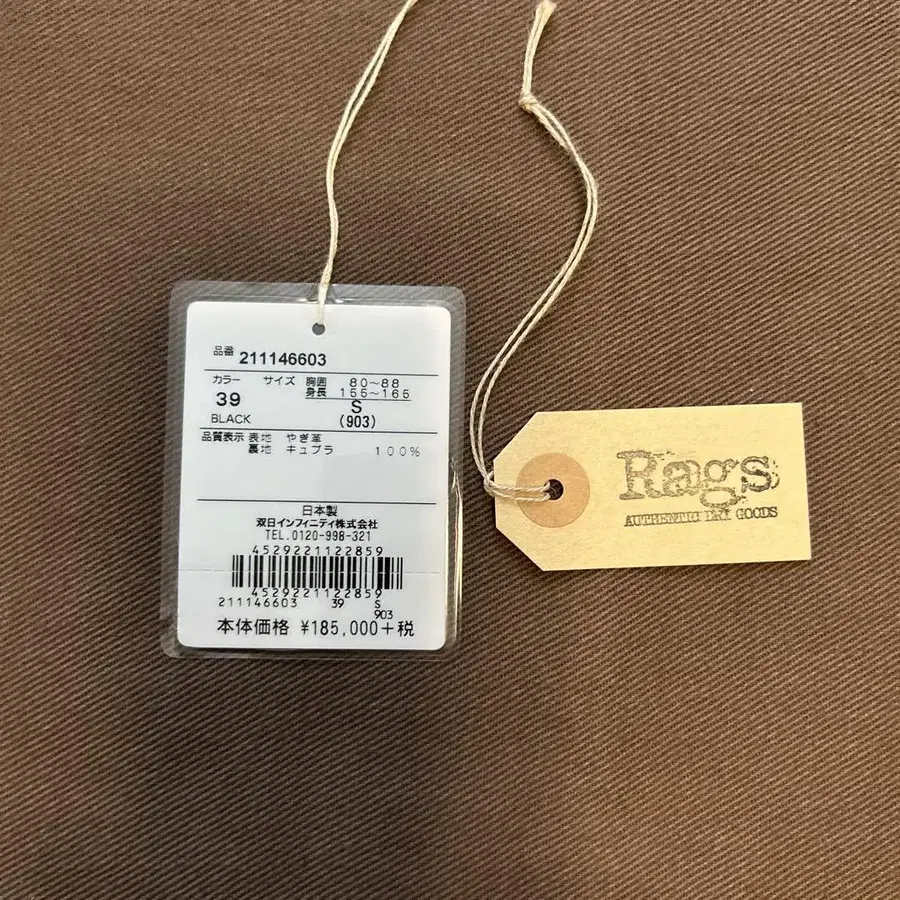 品番 211146603
カラー サイズ 胸囲 80~88
39 身長 155~165
BLACK S
(903)
品質表示 表地 やぎ革
裏地 キュプラ 100%
日本製
双日インフィニティ株式会社
TEL.0120-998-321
4529221122859
4529221122859
211146603 39 S
903
本体価格 ¥185,000+税
Rags
AUTHENTIC DRY GOODS